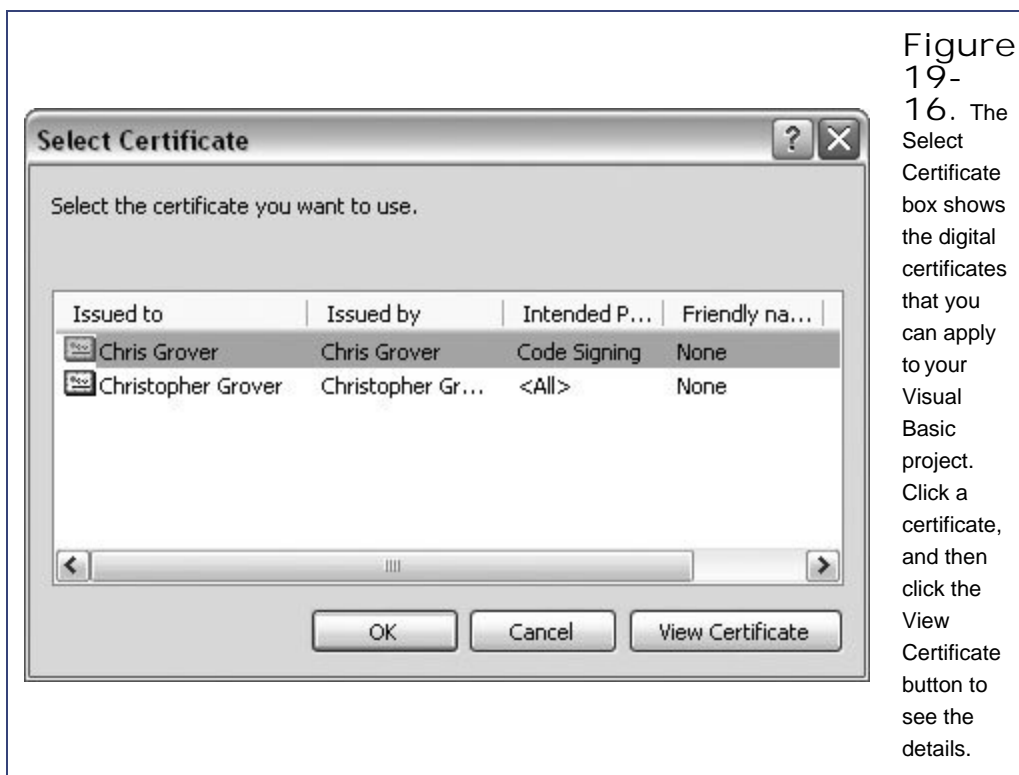 Figure
19-
16. The
Select
Certificate
box shows
the digital
certificates
that you
can apply
to your
Visual
Basic
project.
Click a
certificate,
and then
click the
View
Certificate
button to
see the
details.
Select Certificate
Select the certificate you want to use.
Issued to Issued by Intended P... Friendly na...
Chris Grover Chris Grover Code Signing None
Christopher Grover Christopher Gr... <All> None
OK Cancel View Certificate